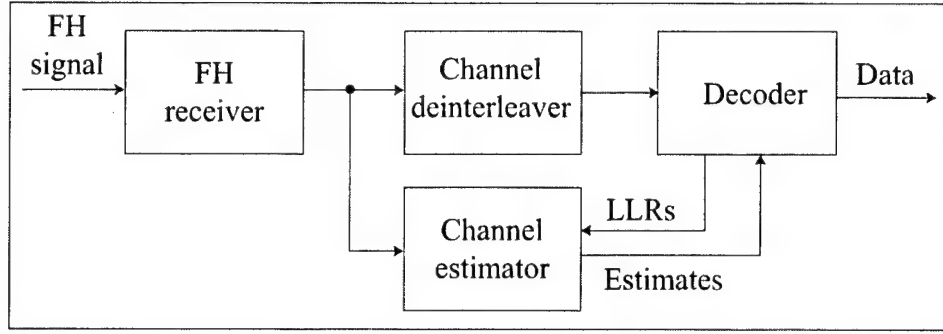 FH
signal
FH
receiver
Channel
deinterleaver
Decoder
Data
LLRs
Channel
estimator
Estimates